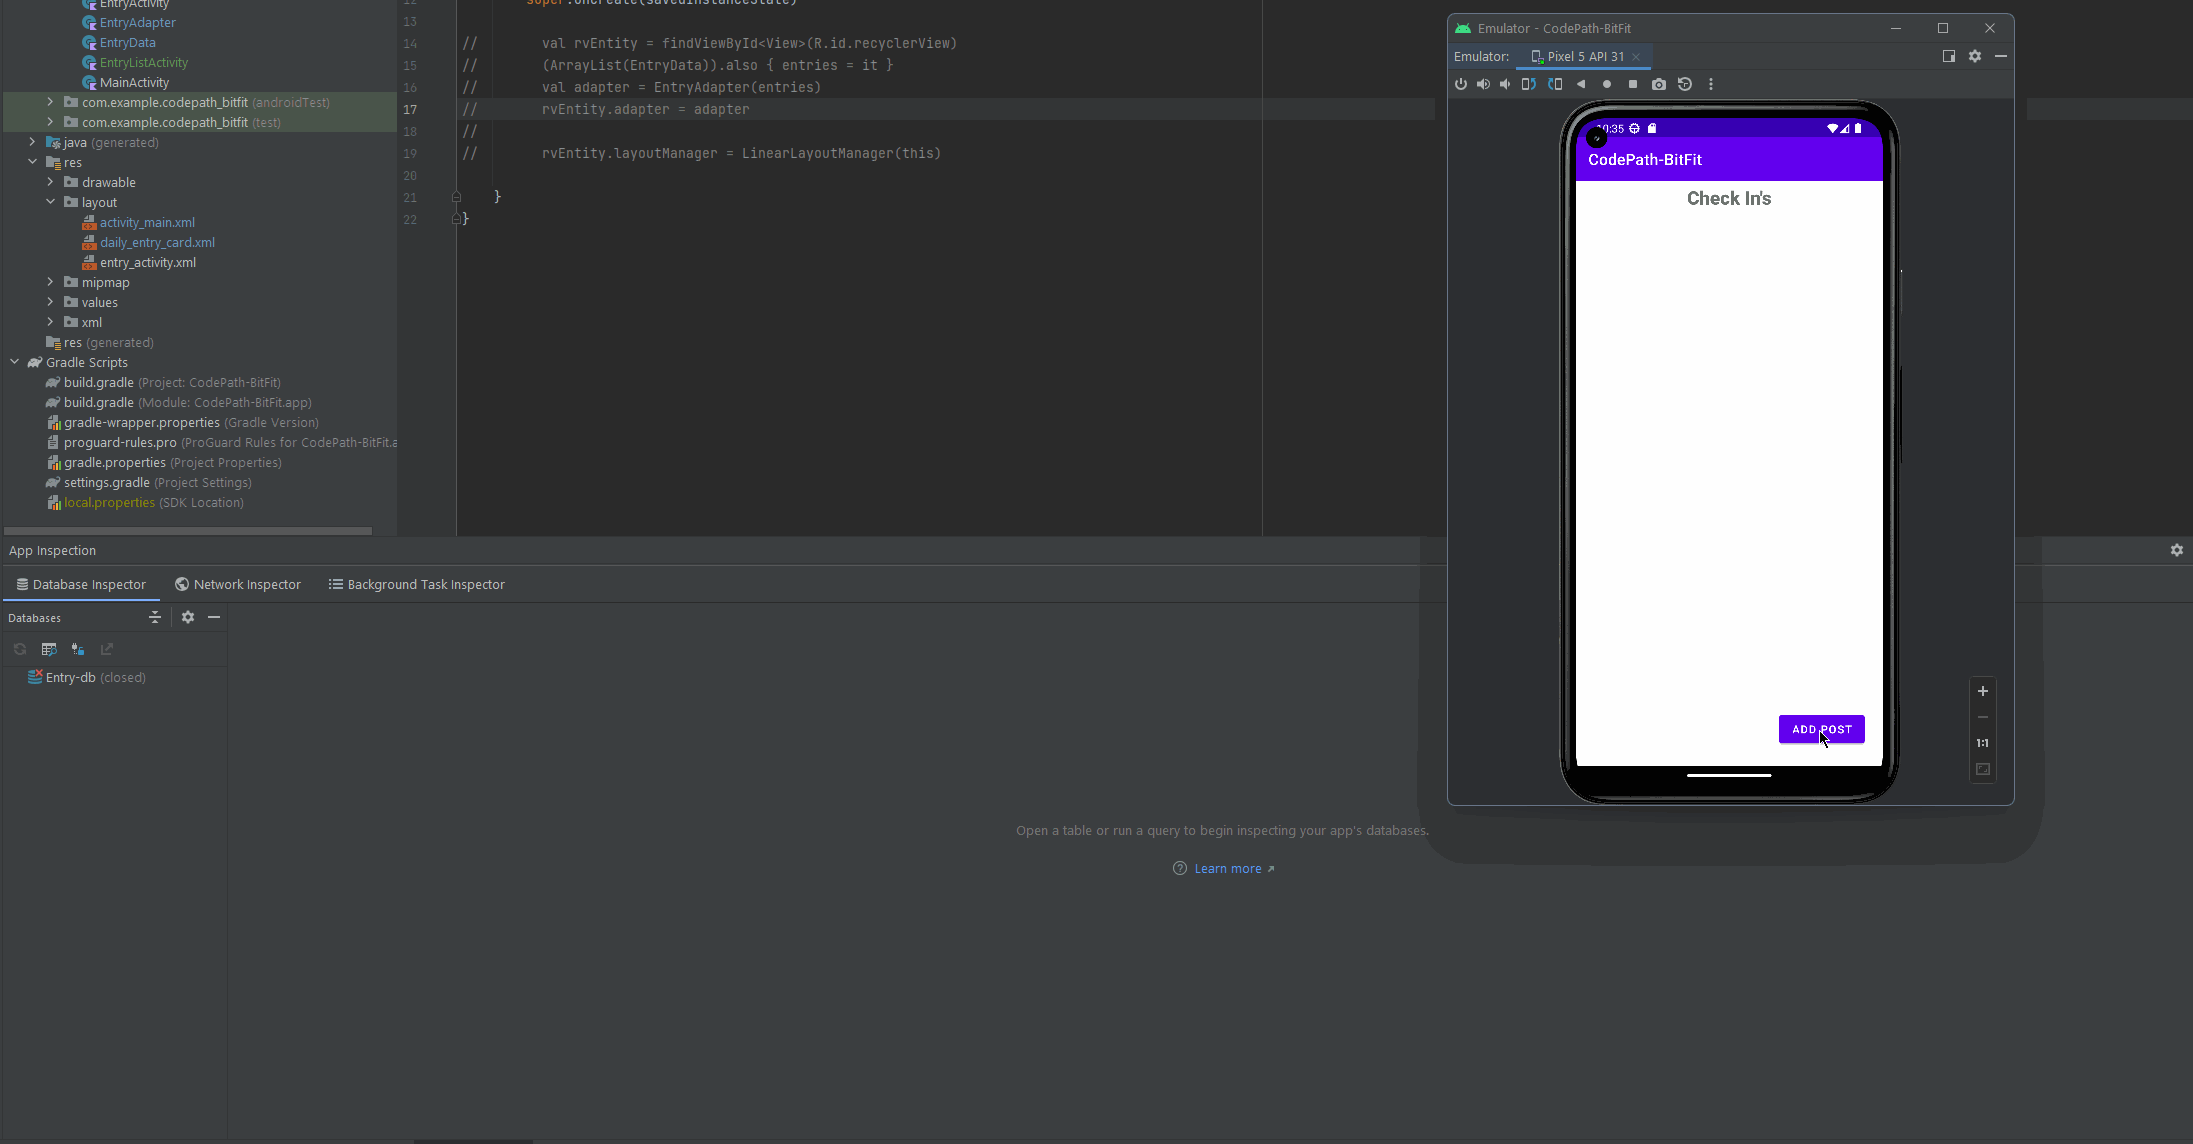 EntryActivity
EntryAdapter
EntryData
EntryListActivity
MainActivity
com.example.codepath_bitfit (androidTest)
com.example.codepath_bitfit (test)
java (generated)
res
drawable
layout
activity_main.xml
daily_entry_card.xml
entry_activity.xml
mipmap
values
xml
res (generated)
Gradle Scripts
build.gradle (Project: CodePath-BitFit)
build.gradle (Module: CodePath-BitFit.app)
gradle-wrapper.properties (Gradle Version)
proguard-rules.pro (ProGuard Rules for CodePath-BitFit.a
gradle.properties (Project Properties)
settings.gradle (Project Settings)
local.properties (SDK Location)
12 super.onCreate(savedInstanceState)
13
14 // val rvEntity = findViewById<View>(R.id.recyclerView)
15 // (ArrayList(EntryData)).also { entries = it }
16 // val adapter = EntryAdapter(entries)
17 // rvEntity.adapter = adapter
18 //
19 // rvEntity.layoutManager = LinearLayoutManager(this)
20
21 }
22 }
Emulator - CodePath-BitFit
Emulator: Pixel 5 API 31
CodePath-BitFit
Check In's
ADD POST
1:1
App Inspection
Database Inspector Network Inspector Background Task Inspector
Databases
Entry-db (closed)
Open a table or run a query to begin inspecting your app's databases.
Learn more